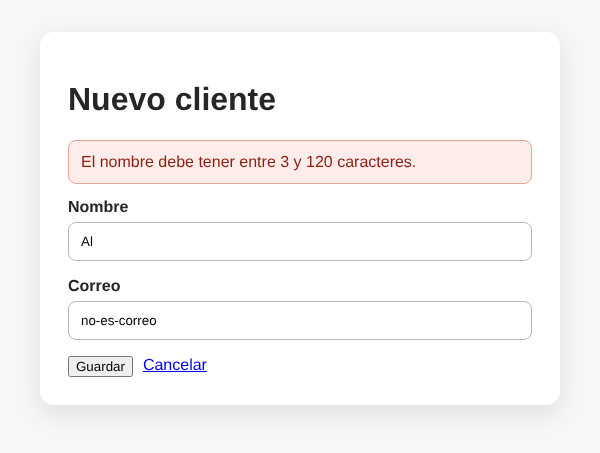 Nuevo cliente
El nombre debe tener entre 3 y 120 caracteres.
Nombre
Al
Correo
no-es-correo
Guardar Cancelar